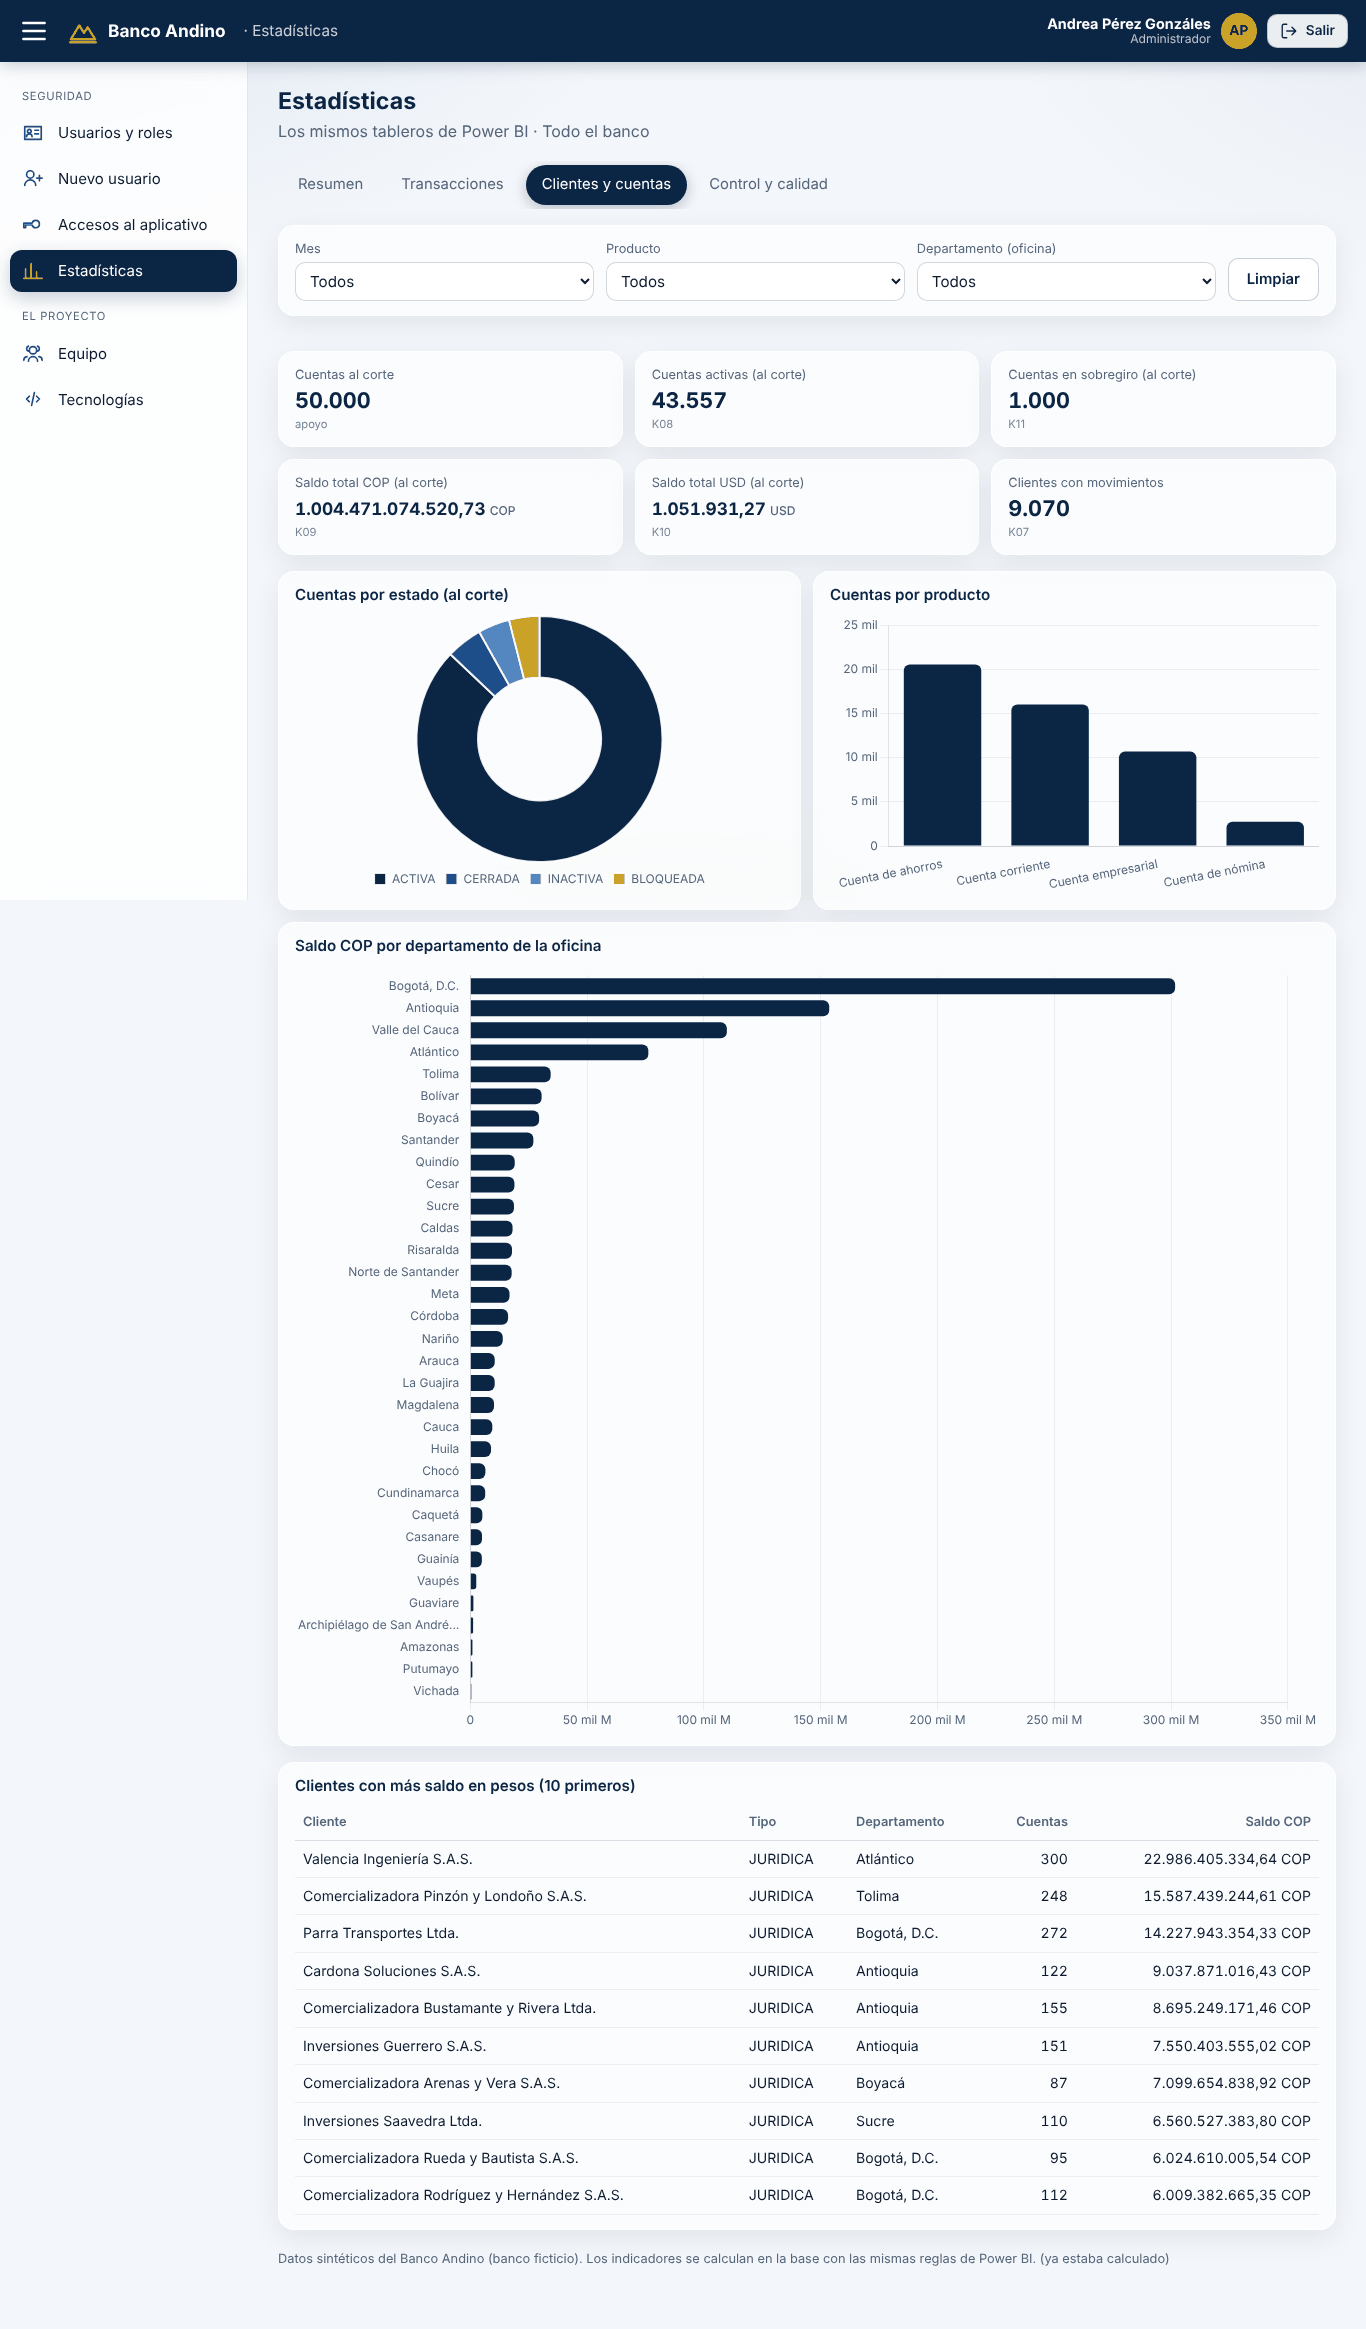 Banco Andino · Estadísticas
Andrea Pérez Gonzáles
Administrador
AP
Salir
SEGURIDAD
Usuarios y roles
Nuevo usuario
Accesos al aplicativo
Estadísticas
EL PROYECTO
Equipo
Tecnologías
Estadísticas
Los mismos tableros de Power BI · Todo el banco
Resumen Transacciones Clientes y cuentas Control y calidad
Mes Producto Departamento (oficina)
Todos Todos Todos Limpiar
Cuentas al corte
50.000
apoyo
Cuentas activas (al corte)
43.557
K08
Cuentas en sobregiro (al corte)
1.000
K11
Saldo total COP (al corte)
1.004.471.074.520,73 COP
K09
Saldo total USD (al corte)
1.051.931,27 USD
K10
Clientes con movimientos
9.070
K07
Cuentas por estado (al corte)
ACTIVA CERRADA INACTIVA BLOQUEADA
Cuentas por producto
25 mil
20 mil
15 mil
10 mil
5 mil
0
Cuenta de ahorros Cuenta corriente Cuenta empresarial Cuenta de nómina
Saldo COP por departamento de la oficina
Bogotá, D.C.
Antioquia
Valle del Cauca
Atlántico
Tolima
Bolívar
Boyacá
Santander
Quindío
Cesar
Sucre
Caldas
Risaralda
Norte de Santander
Meta
Córdoba
Nariño
Arauca
La Guajira
Magdalena
Cauca
Huila
Chocó
Cundinamarca
Caquetá
Casanare
Guainía
Vaupés
Guaviare
Archipiélago de San André...
Amazonas
Putumayo
Vichada
0 50 mil M 100 mil M 150 mil M 200 mil M 250 mil M 300 mil M 350 mil M
Clientes con más saldo en pesos (10 primeros)
Cliente Tipo Departamento Cuentas Saldo COP
Valencia Ingeniería S.A.S. JURIDICA Atlántico 300 22.986.405.334,64 COP
Comercializadora Pinzón y Londoño S.A.S. JURIDICA Tolima 248 15.587.439.244,61 COP
Parra Transportes Ltda. JURIDICA Bogotá, D.C. 272 14.227.943.354,33 COP
Cardona Soluciones S.A.S. JURIDICA Antioquia 122 9.037.871.016,43 COP
Comercializadora Bustamante y Rivera Ltda. JURIDICA Antioquia 155 8.695.249.171,46 COP
Inversiones Guerrero S.A.S. JURIDICA Antioquia 151 7.550.403.555,02 COP
Comercializadora Arenas y Vera S.A.S. JURIDICA Boyacá 87 7.099.654.838,92 COP
Inversiones Saavedra Ltda. JURIDICA Sucre 110 6.560.527.383,80 COP
Comercializadora Rueda y Bautista S.A.S. JURIDICA Bogotá, D.C. 95 6.024.610.005,54 COP
Comercializadora Rodríguez y Hernández S.A.S. JURIDICA Bogotá, D.C. 112 6.009.382.665,35 COP
Datos sintéticos del Banco Andino (banco ficticio). Los indicadores se calculan en la base con las mismas reglas de Power BI. (ya estaba calculado)